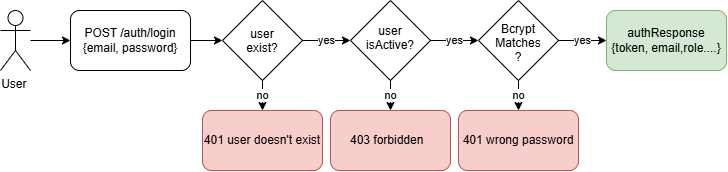 User
POST /auth/login
{email, password}
user
exist?
yes
user
isActive?
yes
Bcrypt
Matches
?
yes
authResponse
{token, email,role....}
no
no
no
401 user doesn't exist
403 forbidden
401 wrong password